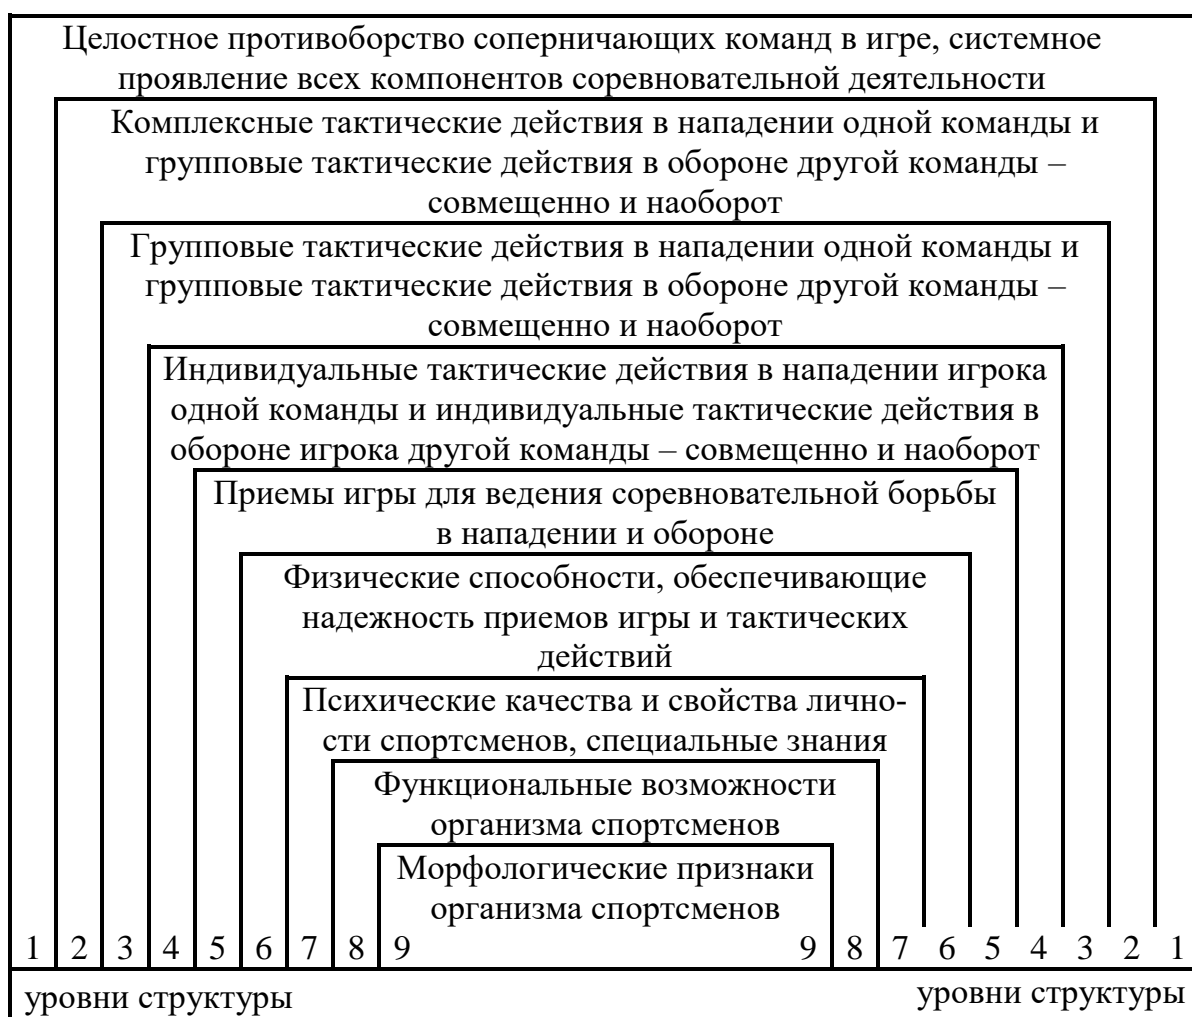 Целостное противоборство соперничающих команд в игре, системное
проявление всех компонентов соревновательной деятельности
Комплексные тактические действия в нападении одной команды и
групповые тактические действия в обороне другой команды –
совмещенно и наоборот
Групповые тактические действия в нападении одной команды и
групповые тактические действия в обороне другой команды –
совмещенно и наоборот
Индивидуальные тактические действия в нападении игрока
одной команды и индивидуальные тактические действия в
обороне игрока другой команды – совмещенно и наоборот
Приемы игры для ведения соревновательной борьбы
в нападении и обороне
Физические способности, обеспечивающие
надежность приемов игры и тактических
действий
Психические качества и свойства лично-
сти спортсменов, специальные знания
Функциональные возможности
организма спортсменов
Морфологические признаки
организма спортсменов
1 2 3 4 5 6 7 8 9 9 8 7 6 5 4 3 2 1
уровни структуры уровни структуры